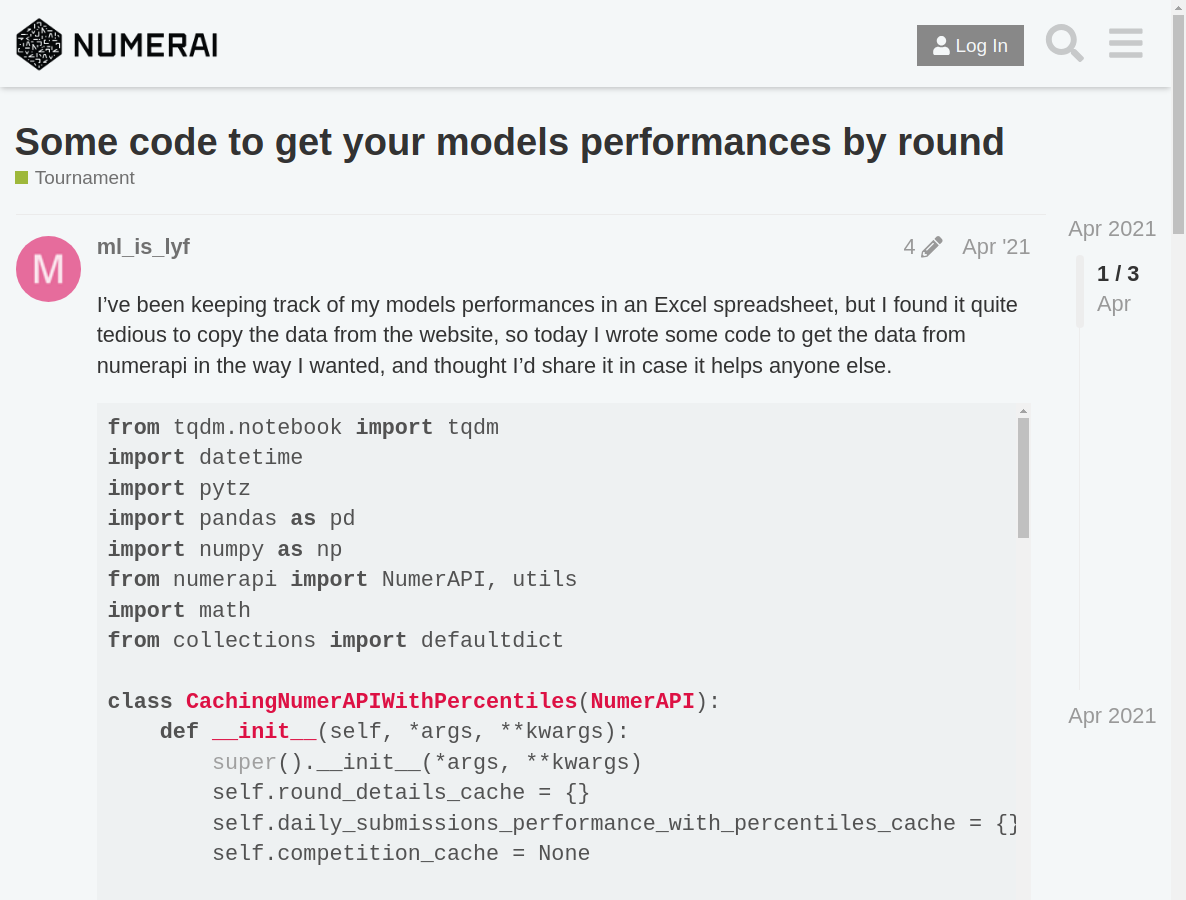 NUMERAI
Log In
Some code to get your models performances by round
Tournament
Apr 2021
M
ml_is_lyf
4
Apr '21
1 / 3
Apr
I’ve been keeping track of my models performances in an Excel spreadsheet, but I found it quite
tedious to copy the data from the website, so today I wrote some code to get the data from
numerapi in the way I wanted, and thought I’d share it in case it helps anyone else.
from tqdm.notebook import tqdm
import datetime
import pytz
import pandas as pd
import numpy as np
from numerapi import NumerAPI, utils
import math
from collections import defaultdict
class CachingNumerAPIWithPercentiles(NumerAPI):
    def __init__(self, *args, **kwargs):
        super().__init__(*args, **kwargs)
        self.round_details_cache = {}
        self.daily_submissions_performance_with_percentiles_cache = {}
        self.competition_cache = None
Apr 2021